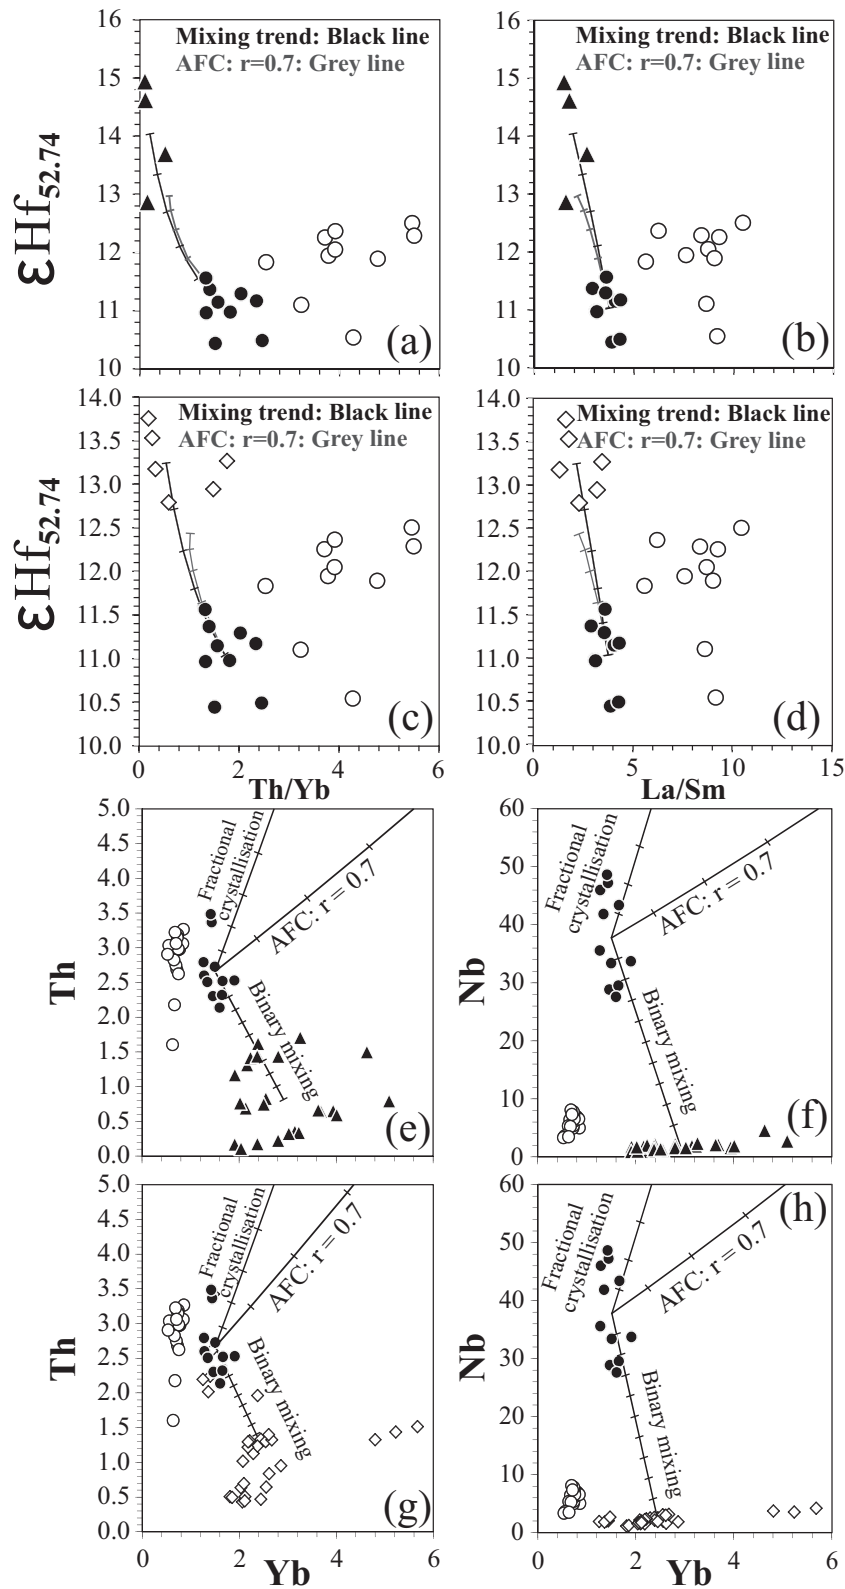 16
15
14
13
12
11
10
εHf52.74
Mixing trend: Black line
AFC: r=0.7: Grey line
(a)
0
2
4
6
16
15
14
13
12
11
10
Mixing trend: Black line
AFC: r=0.7: Grey line
(b)
0
5
10
15
14.0
13.5
13.0
12.5
12.0
11.5
11.0
10.5
10.0
εHf52.74
Mixing trend: Black line
AFC: r=0.7: Grey line
(c)
0
2
4
6
Th/Yb
14.0
13.5
13.0
12.5
12.0
11.5
11.0
10.5
10.0
Mixing trend: Black line
AFC: r=0.7: Grey line
(d)
0
5
10
15
La/Sm
5.0
4.5
4.0
3.5
3.0
2.5
2.0
1.5
1.0
0.5
0.0
Th
Fractional
crystallisation
AFC: r = 0.7
Binary mixing
(e)
60
50
40
30
20
10
0
Nb
Fractional
crystallisation
AFC: r = 0.7
Binary mixing
(f)
5.0
4.5
4.0
3.5
3.0
2.5
2.0
1.5
1.0
0.5
0.0
Th
Fractional
crystallisation
AFC: r = 0.7
Binary mixing
(g)
0
2
4
6
Yb
60
50
40
30
20
10
0
Nb
Fractional
crystallisation
AFC: r = 0.7
Binary mixing
(h)
0
2
4
6
Yb